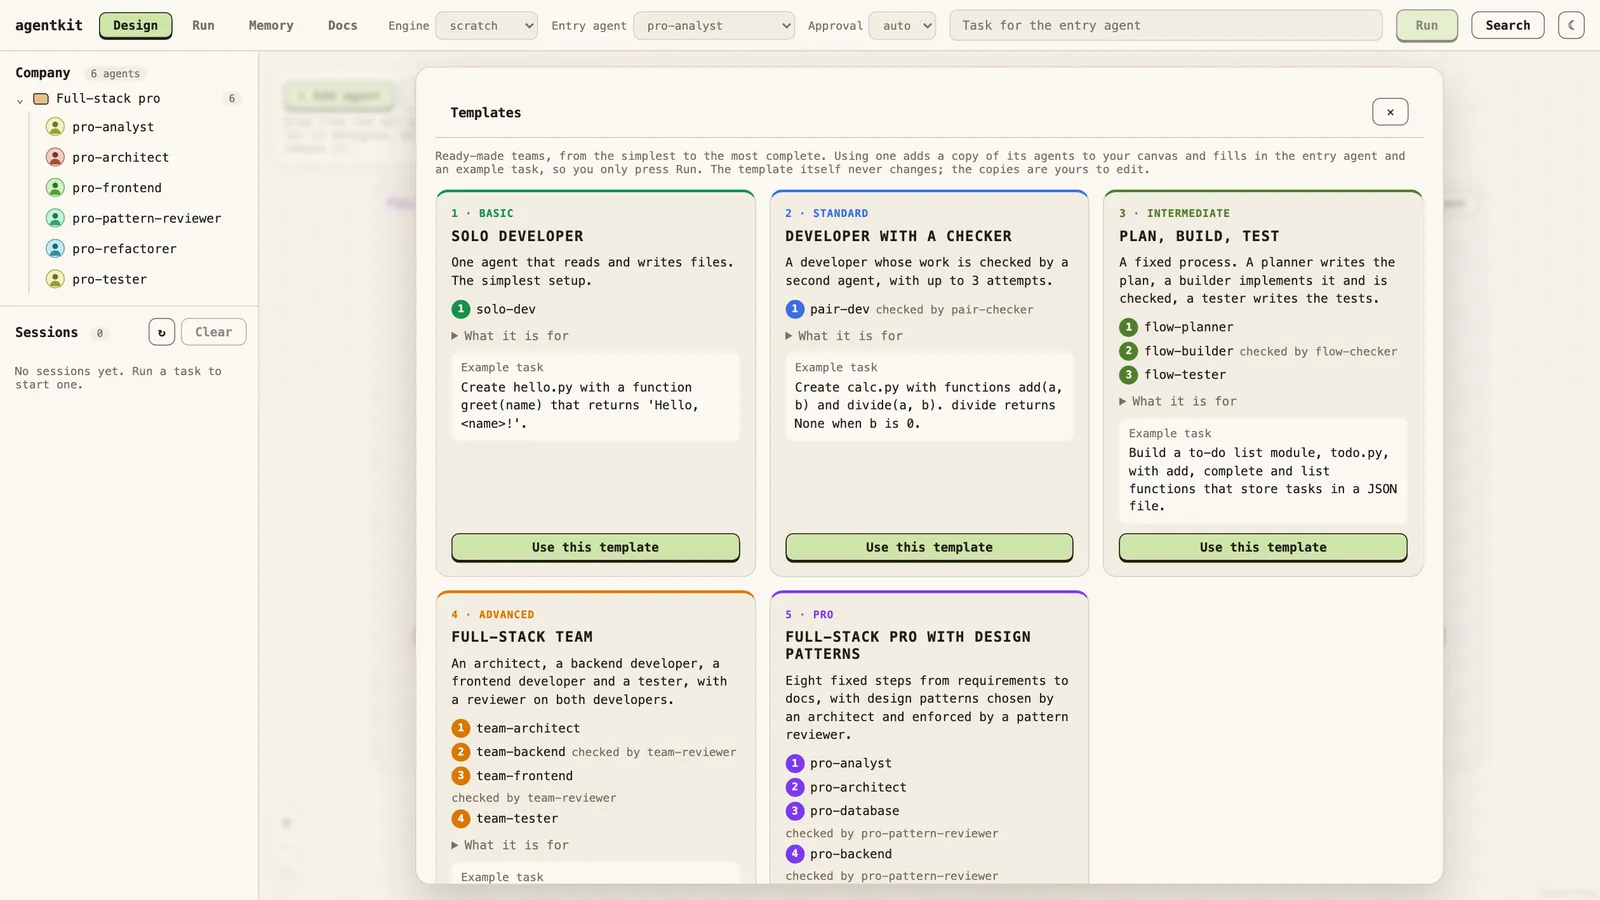 agentkit Design Run Memory Docs Engine scratch Entry agent pro-analyst Approval auto Task for the entry agent Run Search
Company 6 agents
Full-stack pro 6
pro-analyst
pro-architect
pro-frontend
pro-pattern-reviewer
pro-refactorer
pro-tester
Sessions 0 Clear
No sessions yet. Run a task to
start one.
Templates
Ready-made teams, from the simplest to the most complete. Using one adds a copy of its agents to your canvas and fills in the entry agent and
an example task, so you only press Run. The template itself never changes; the copies are yours to edit.
1 · BASIC
SOLO DEVELOPER
One agent that reads and writes files.
The simplest setup.
1 solo-dev
What it is for
Example task
Create hello.py with a function
greet(name) that returns 'Hello,
<name>!'.
Use this template
2 · STANDARD
DEVELOPER WITH A CHECKER
A developer whose work is checked by a
second agent, with up to 3 attempts.
1 pair-dev checked by pair-checker
What it is for
Example task
Create calc.py with functions add(a,
b) and divide(a, b). divide returns
None when b is 0.
Use this template
3 · INTERMEDIATE
PLAN, BUILD, TEST
A fixed process. A planner writes the
plan, a builder implements it and is
checked, a tester writes the tests.
1 flow-planner
2 flow-builder checked by flow-checker
3 flow-tester
What it is for
Example task
Build a to-do list module, todo.py,
with add, complete and list
functions that store tasks in a JSON
file.
Use this template
4 · ADVANCED
FULL-STACK TEAM
An architect, a backend developer, a
frontend developer and a tester, with
a reviewer on both developers.
1 team-architect
2 team-backend checked by team-reviewer
3 team-frontend
checked by team-reviewer
4 team-tester
What it is for
Example task
5 · PRO
FULL-STACK PRO WITH DESIGN
PATTERNS
Eight fixed steps from requirements to
docs, with design patterns chosen by
an architect and enforced by a pattern
reviewer.
1 pro-analyst
2 pro-architect
3 pro-database
checked by pro-pattern-reviewer
4 pro-backend
checked by pro-pattern-reviewer